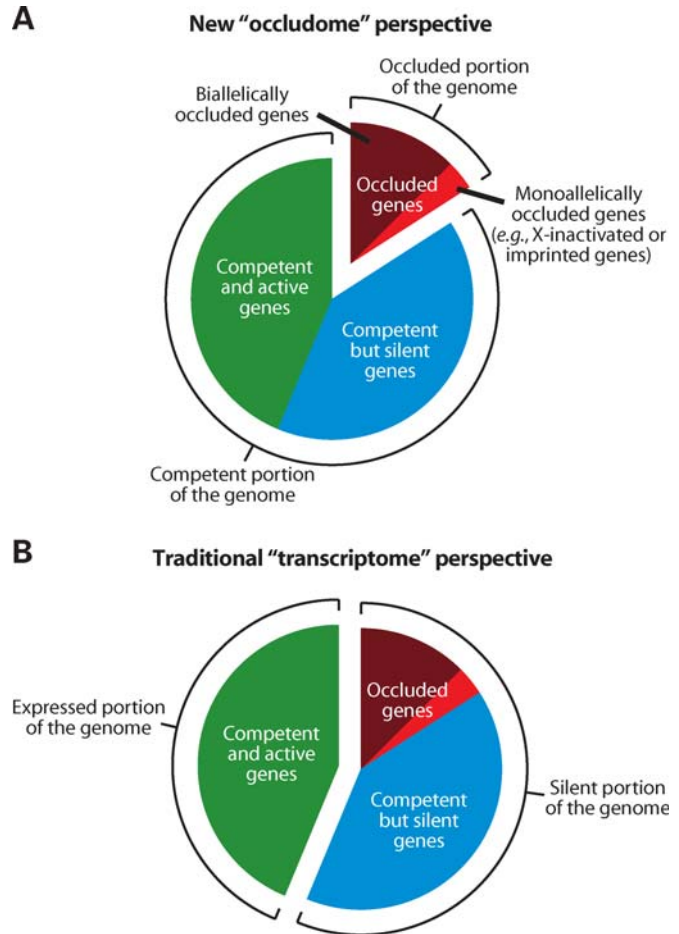 A
New “occludome” perspective
Occluded portion
of the genome
Biallelically
occluded genes
Occluded
genes
Monoallelically
occluded genes
(e.g., X-inactivated or
imprinted genes)
Competent
and active
genes
Competent
but silent
genes
Competent portion
of the genome
B
Traditional “transcriptome” perspective
Occluded
genes
Expressed portion
of the genome
Competent
and active
genes
Competent
but silent
genes
Silent portion
of the genome